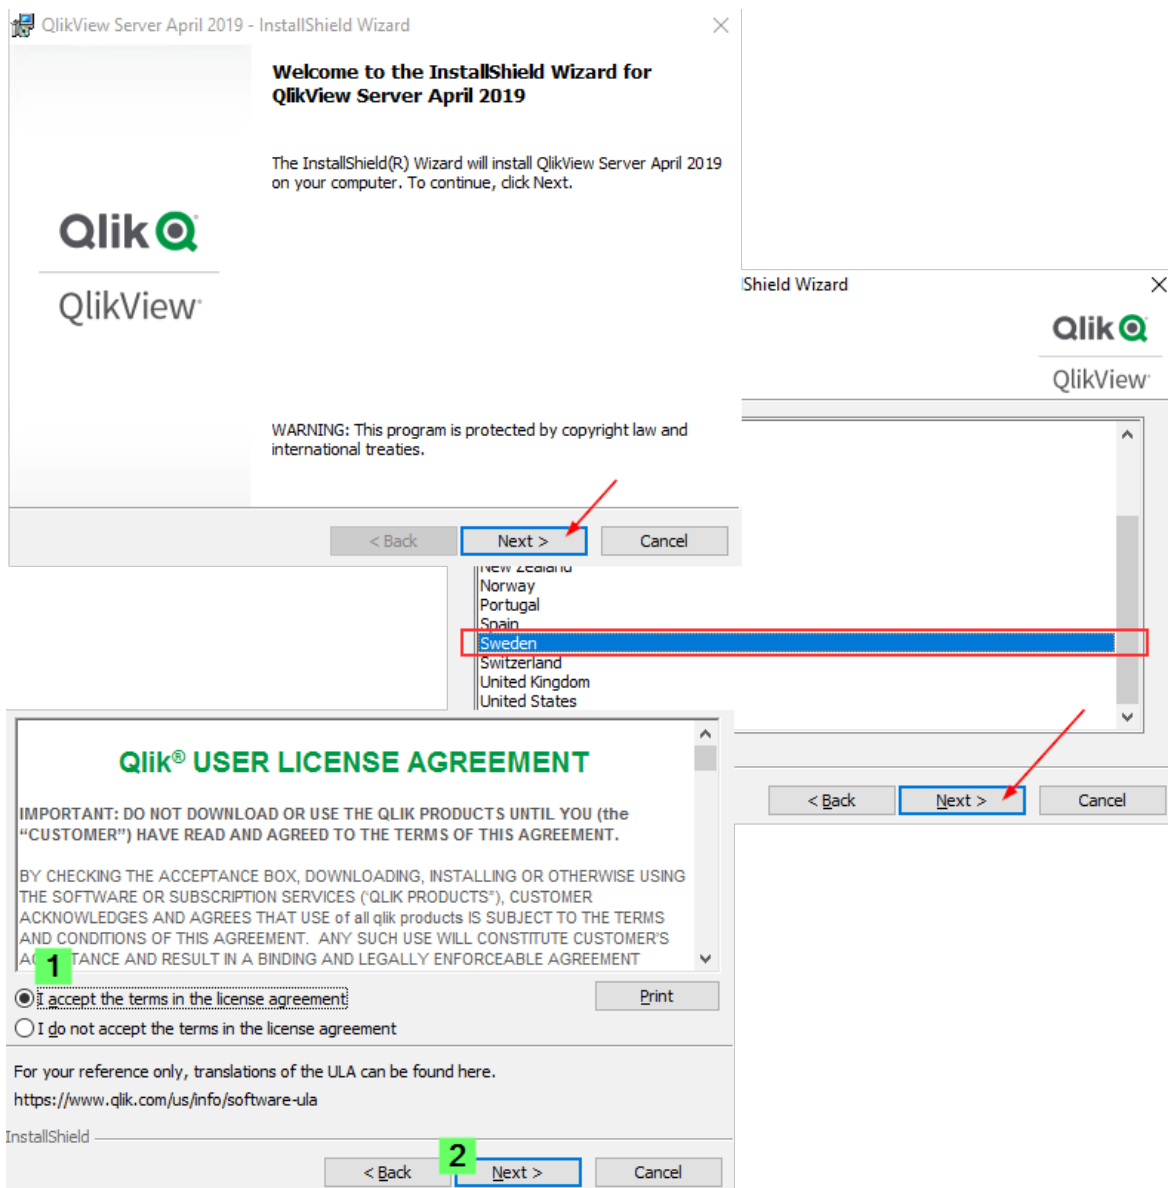 QlikView Server April 2019 - InstallShield Wizard
Welcome to the InstallShield Wizard for
QlikView Server April 2019
The InstallShield(R) Wizard will install QlikView Server April 2019
on your computer. To continue, click Next.
Qlik
QlikView
WARNING: This program is protected by copyright law and
international treaties.
< Back
Next >
Cancel
Shield Wizard
Qlik
QlikView
New Zealand
Norway
Portugal
Spain
Sweden
Switzerland
United Kingdom
United States
< Back
Next >
Cancel
Qlik® USER LICENSE AGREEMENT
IMPORTANT: DO NOT DOWNLOAD OR USE THE QLIK PRODUCTS UNTIL YOU (the
“CUSTOMER”) HAVE READ AND AGREED TO THE TERMS OF THIS AGREEMENT.
BY CHECKING THE ACCEPTANCE BOX, DOWNLOADING, INSTALLING OR OTHERWISE USING
THE SOFTWARE OR SUBSCRIPTION SERVICES (‘QLIK PRODUCTS”), CUSTOMER
ACKNOWLEDGES AND AGREES THAT USE of all qlik products IS SUBJECT TO THE TERMS
AND CONDITIONS OF THIS AGREEMENT. ANY SUCH USE WILL CONSTITUTE CUSTOMER'S
TANCE AND RESULT IN A BINDING AND LEGALLY ENFORCEABLE AGREEMENT
1
I accept the terms in the license agreement
Print
I do not accept the terms in the license agreement
For your reference only, translations of the ULA can be found here.
https://www.qlik.com/us/info/software-ula
InstallShield
2
< Back
Next >
Cancel